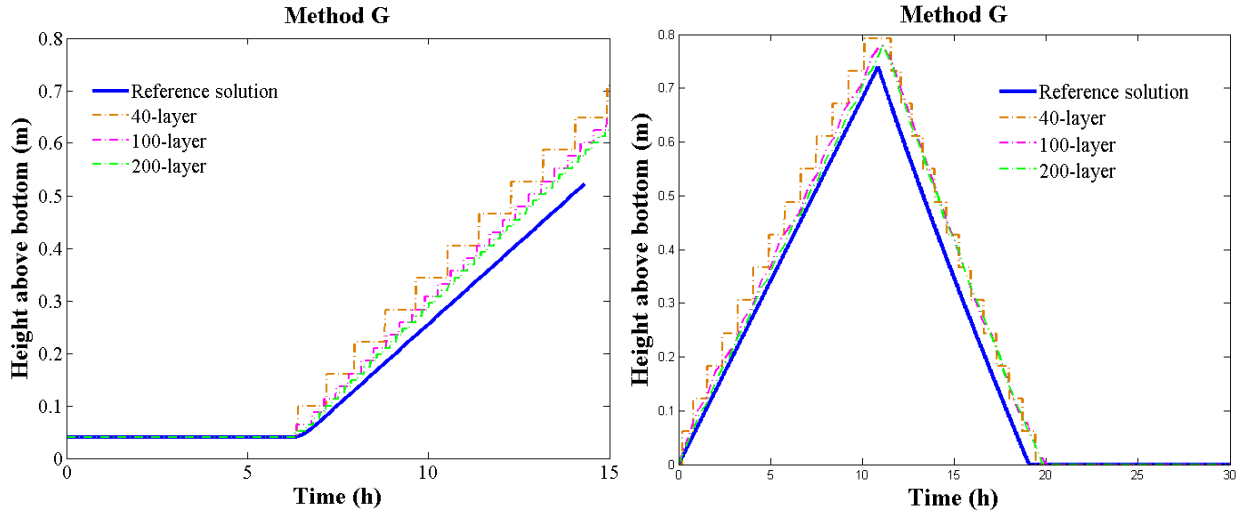 Method G
Height above bottom (m)
0.8
0.7
0.6
0.5
0.4
0.3
0.2
0.1
0
Reference solution
40-layer
100-layer
200-layer
0
5
10
15
Time (h)
Method G
Height above bottom (m)
0.8
0.7
0.6
0.5
0.4
0.3
0.2
0.1
0
Reference solution
40-layer
100-layer
200-layer
0
5
10
15
20
25
30
Time (h)